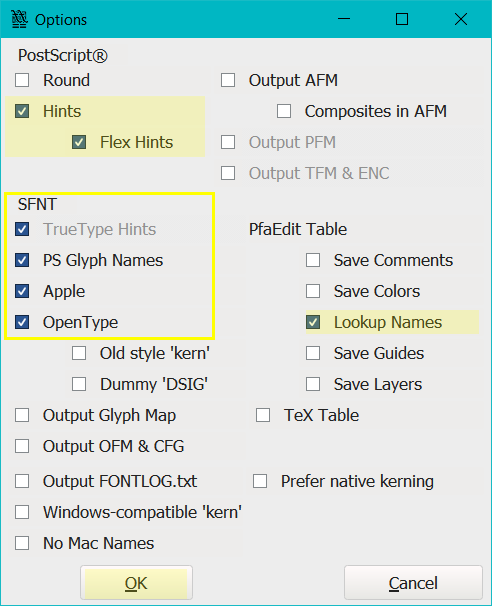 Options
PostScript®
Round
Output AFM
Hints
Composites in AFM
Flex Hints
Output PFM
Output TFM & ENC
SFNT
TrueType Hints
PfaEdit Table
PS Glyph Names
Save Comments
Apple
Save Colors
OpenType
Lookup Names
Old style 'kern'
Save Guides
Dummy 'DSIG'
Save Layers
Output Glyph Map
TeX Table
Output OFM & CFG
Output FONTLOG.txt
Prefer native kerning
Windows-compatible 'kern'
No Mac Names
OK
Cancel